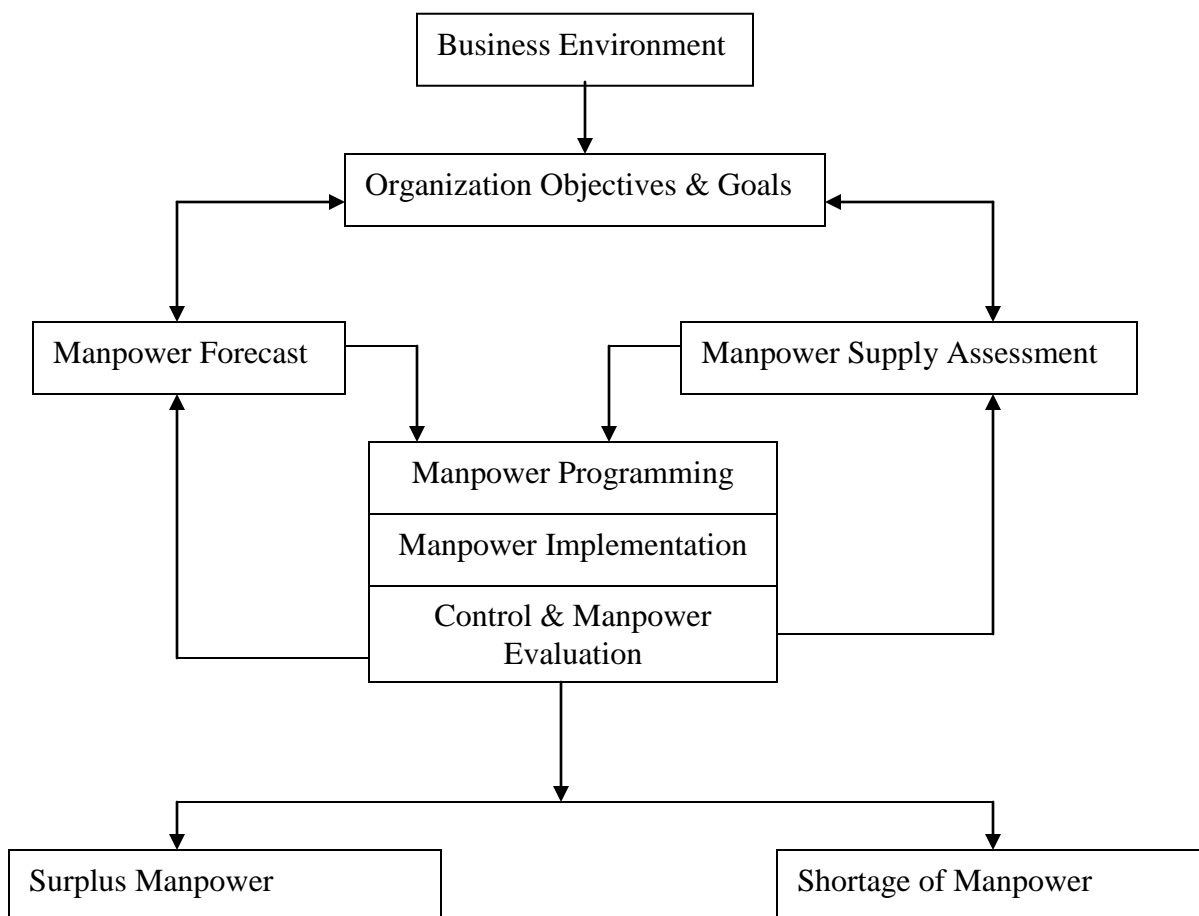 Business Environment
Organization Objectives & Goals
Manpower Forecast
Manpower Supply Assessment
Manpower Programming
Manpower Implementation
Control & Manpower
Evaluation
Surplus Manpower
Shortage of Manpower